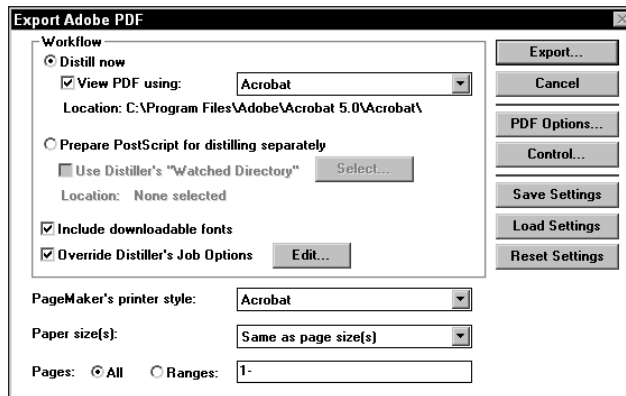 Export Adobe PDF
Workflow
Distill now
View PDF using: Acrobat
Location: C:\Program Files\Adobe\Acrobat 5.0\Acrobat\
Prepare PostScript for distilling separately
Use Distiller's "Watched Directory" Select...
Location: None selected
Include downloadable fonts
Override Distiller's Job Options Edit...
PageMaker's printer style: Acrobat
Paper size(s): Same as page size(s)
Pages: All Ranges: 1-
Export...
Cancel
PDF Options...
Control...
Save Settings
Load Settings
Reset Settings